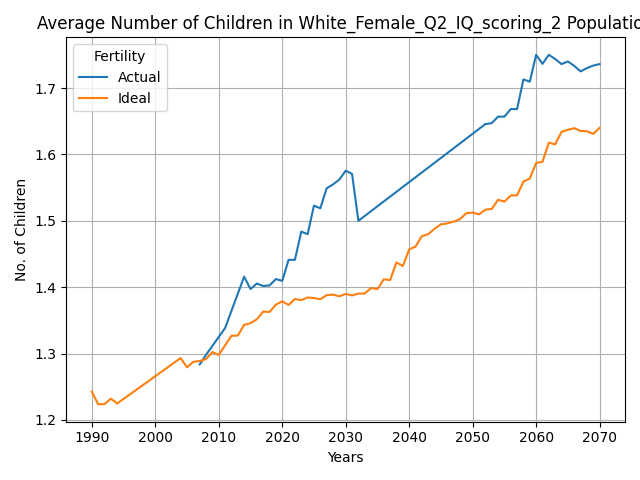 Average Number of Children in White_Female_Q2_IQ_scoring_2 Populatio
Fertility
Actual
Ideal
No. of Children
1.7
1.6
1.5
1.4
1.3
1.2
1990 2000 2010 2020 2030 2040 2050 2060 2070
Years